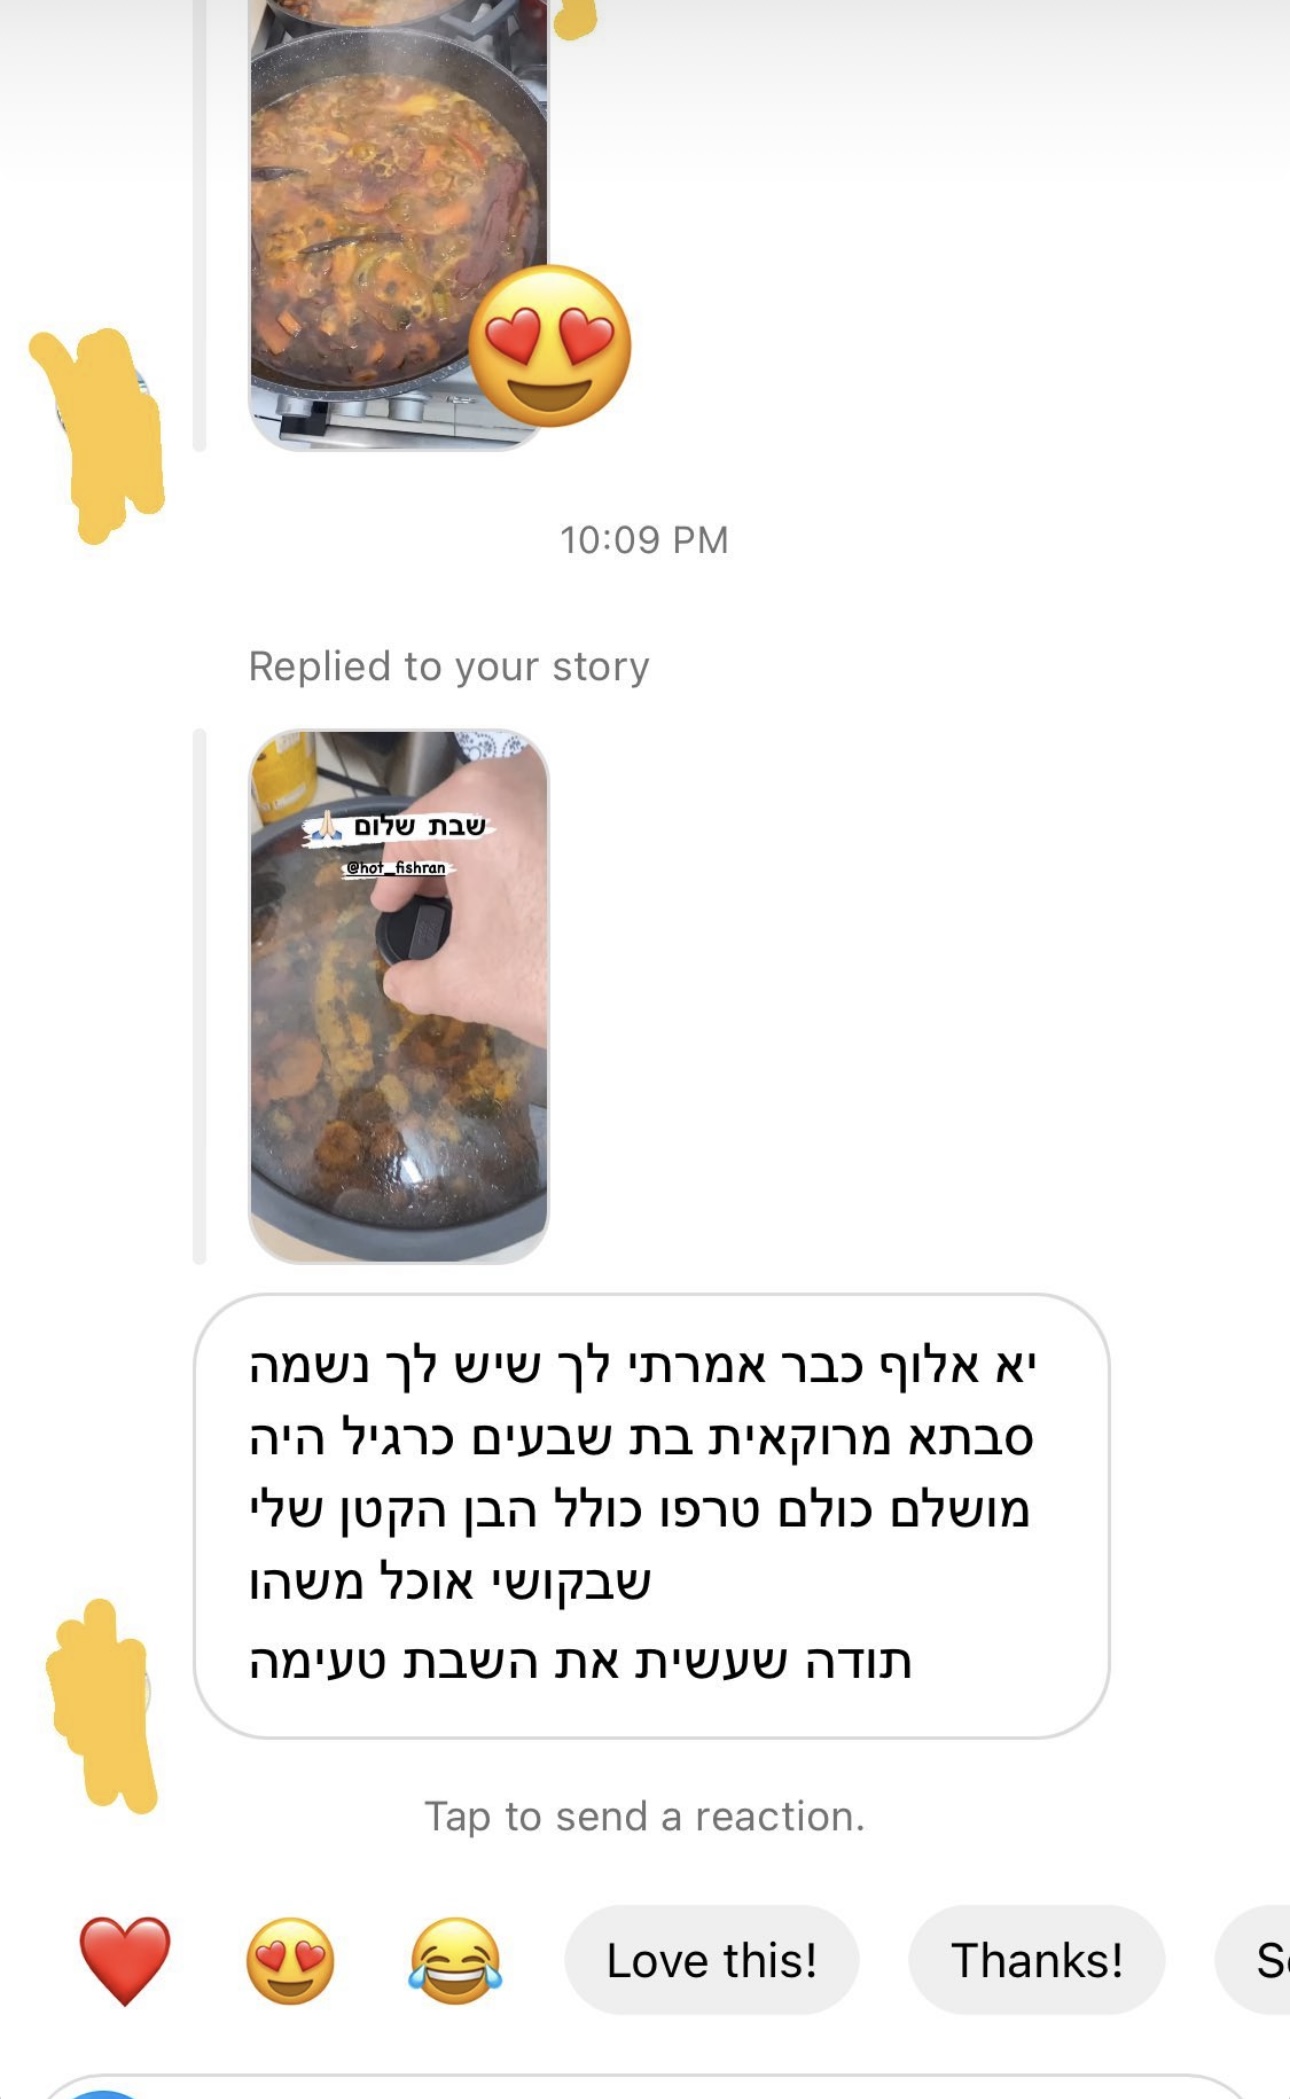 10:09 PM
Replied to your story
שבת שלום 🙏🏻
@hot_fishran
יא אלוף כבר אמרתי לך שיש לך נשמה
סבתא מרוקאית בת שבעים כרגיל היה
מושלם כולם טרפו כולל הבן הקטן שלי
שבקושי אוכל משהו
תודה שעשית את השבת טעימה
Tap to send a reaction.
Love this!
Thanks!